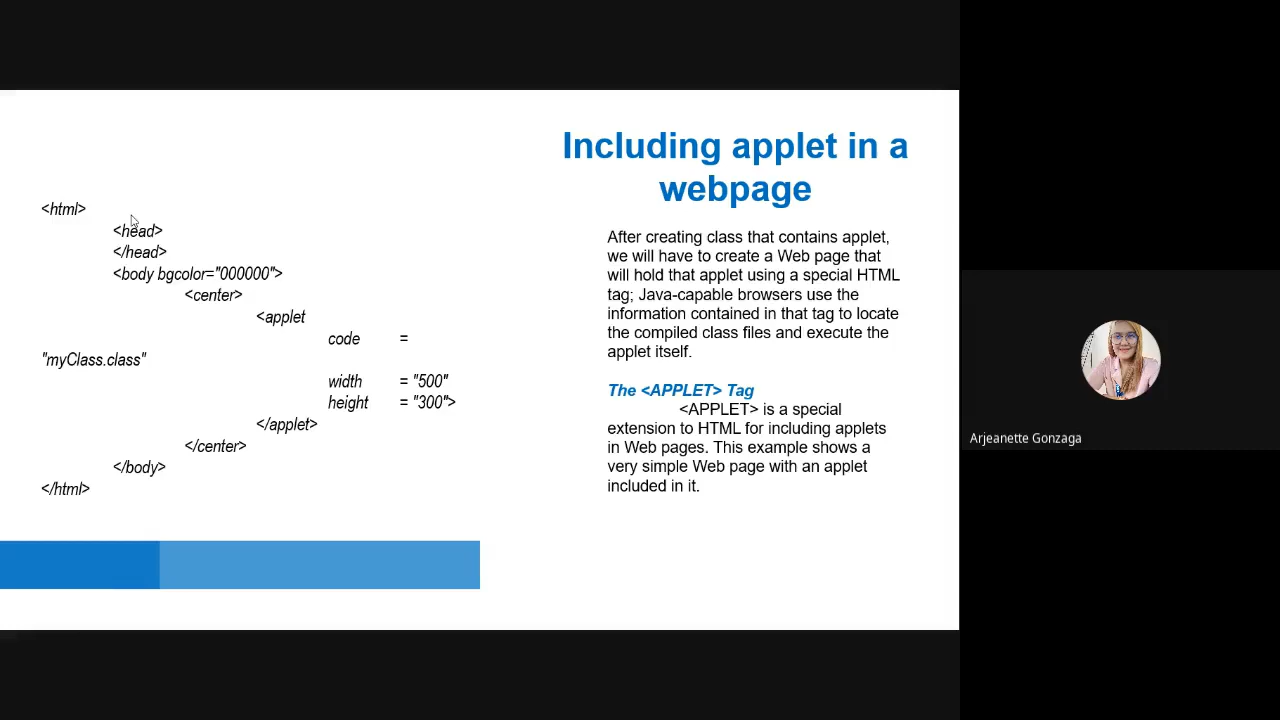 <html>
<head>
</head>
<body bgcolor="000000">
<center>
<applet
code =
"myClass.class"
width = "500"
height = "300">
</applet>
</center>
</body>
</html>
Including applet in a
webpage
After creating class that contains applet,
we will have to create a Web page that
will hold that applet using a special HTML
tag; Java-capable browsers use the
information contained in that tag to locate
the compiled class files and execute the
applet itself.
The <APPLET> Tag
<APPLET> is a special
extension to HTML for including applets
in Web pages. This example shows a
very simple Web page with an applet
included in it.
Arjeanette Gonzaga